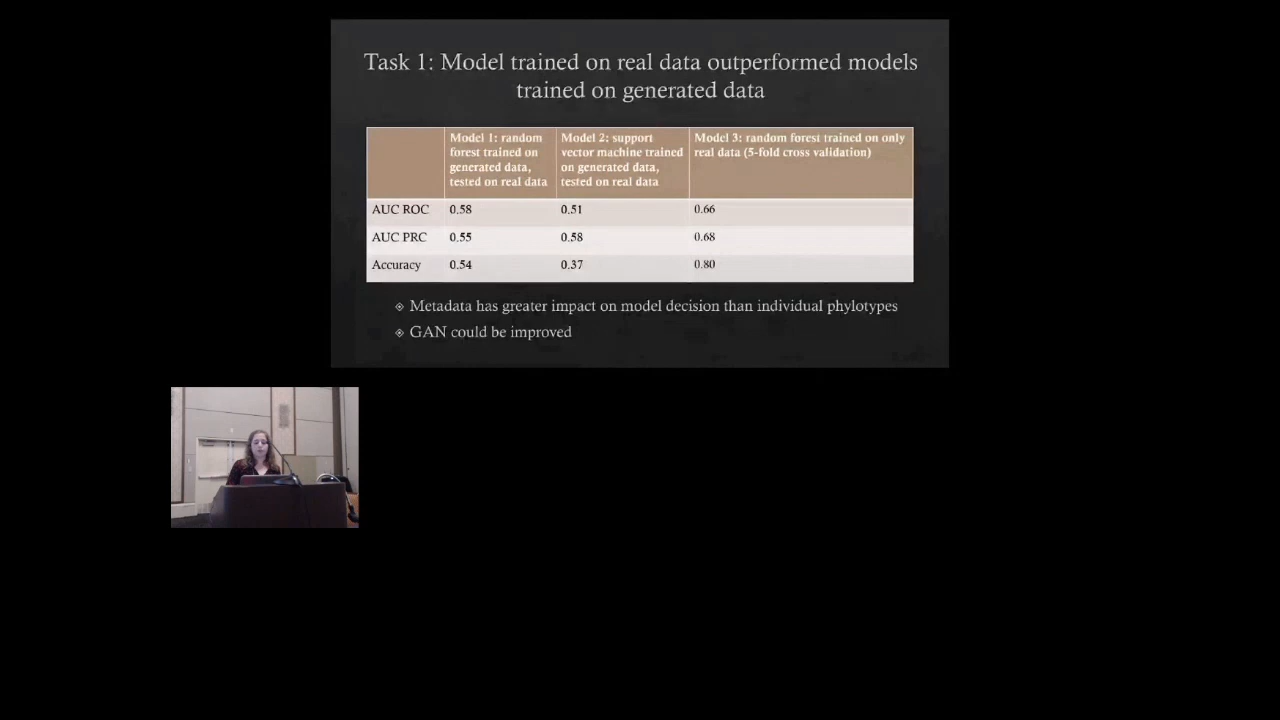 Task 1: Model trained on real data outperformed models
trained on generated data
Model 1: random
forest trained on
generated data,
tested on real data
Model 2: support
vector machine trained
on generated data,
tested on real data
Model 3: random forest trained on only
real data (5-fold cross validation)
AUC ROC 0.58 0.51 0.66
AUC PRC 0.55 0.58 0.68
Accuracy 0.54 0.37 0.80
Metadata has greater impact on model decision than individual phylotypes
GAN could be improved